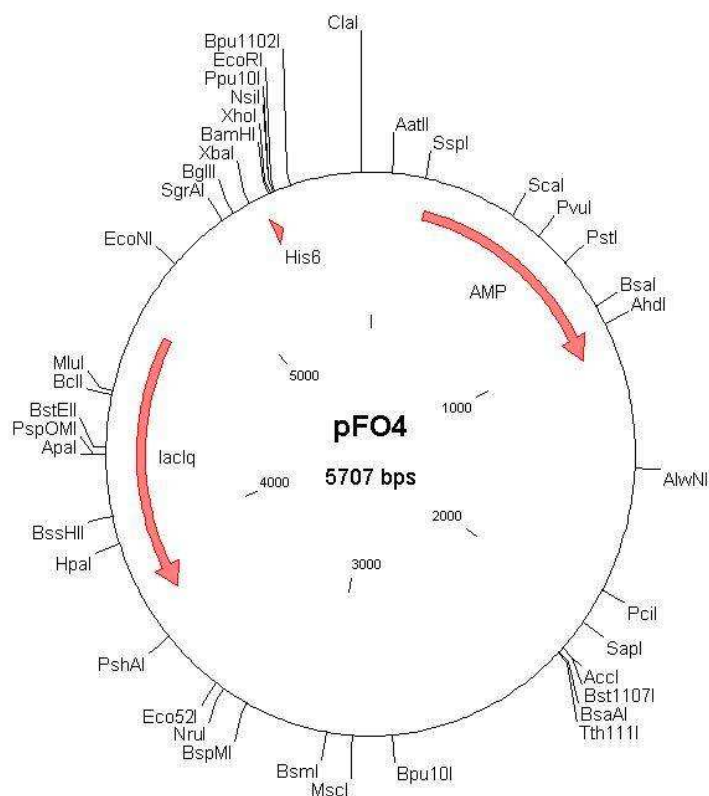 ClaI
Bpu1102I
EcoRI
Ppu10I
NsiI
XhoI
BamHI
XbaI
BglII
SgrAI
EcoNI
AatII
SspI
ScaI
PvuI
PstI
BsaI
AhdI
His6
AMP
I
MluI
BclI
BstEII
PspOMI
ApaI
lacIq
5000
1000
pFO4
5707 bps
4000
2000
3000
AlwNI
BssHII
HpaI
PciI
SapI
AccI
Bst1107I
BsaAI
Tth111I
PshAI
Eco52I
NruI
BspMI
BsmI
MscI
Bpu10I